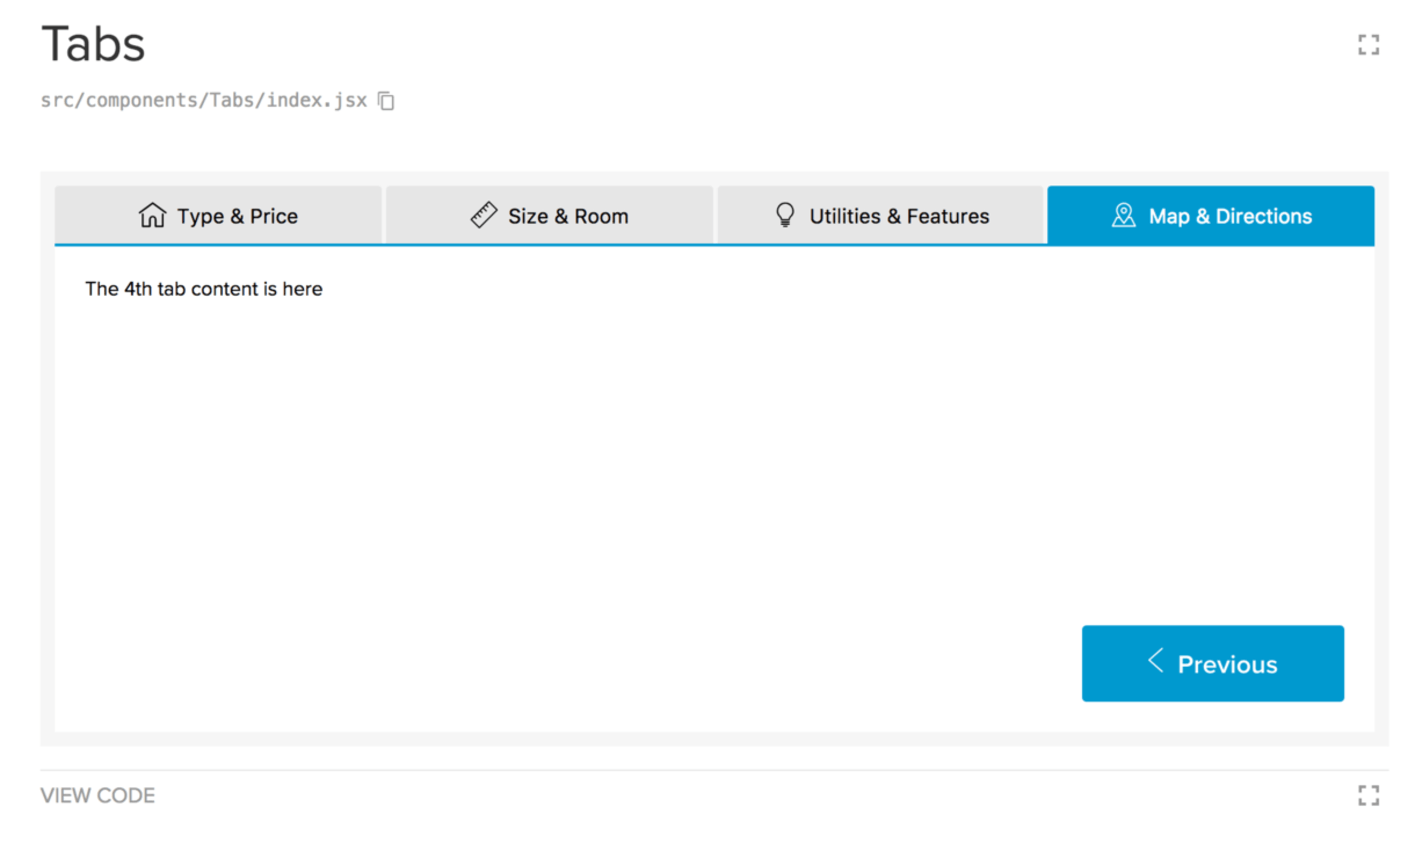 Tabs
src/components/Tabs/index.jsx
Type & Price
Size & Room
Utilities & Features
Map & Directions
The 4th tab content is here
Previous
VIEW CODE